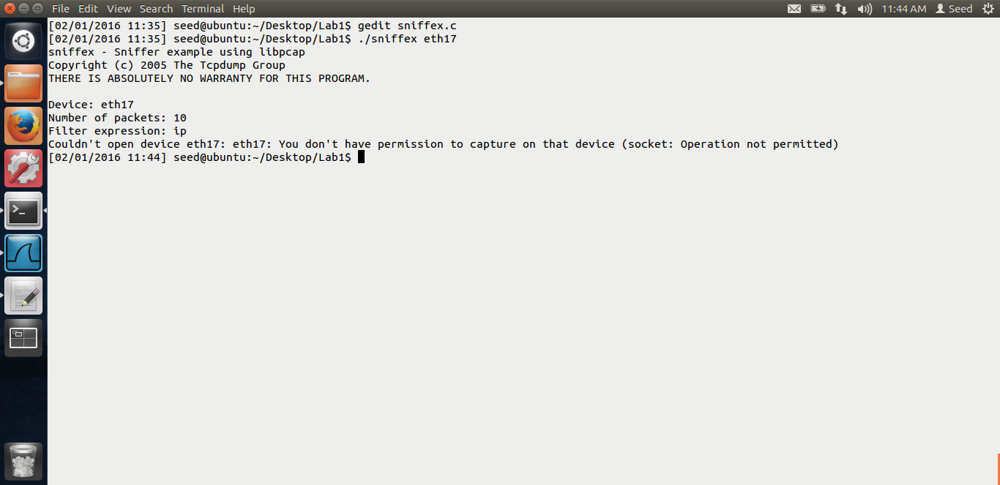 File Edit View Search Terminal Help 11:44 AM Seed
[02/01/2016 11:35] seed@ubuntu:~/Desktop/Lab1$ gedit sniffex.c
[02/01/2016 11:35] seed@ubuntu:~/Desktop/Lab1$ ./sniffex eth17
sniffex - Sniffer example using libpcap
Copyright (c) 2005 The Tcpdump Group
THERE IS ABSOLUTELY NO WARRANTY FOR THIS PROGRAM.

Device: eth17
Number of packets: 10
Filter expression: ip
Couldn't open device eth17: eth17: You don't have permission to capture on that device (socket: Operation not permitted)
[02/01/2016 11:44] seed@ubuntu:~/Desktop/Lab1$